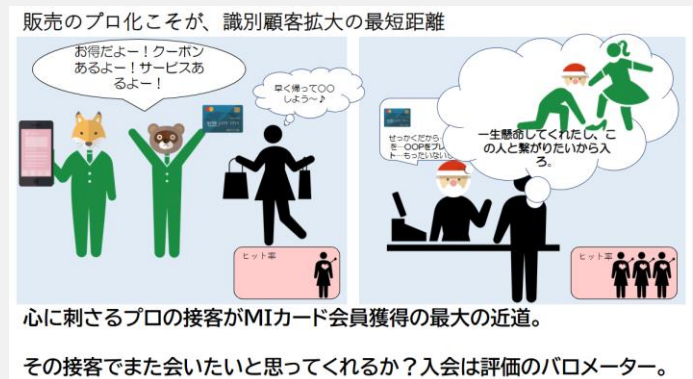 販売のプロ化こそが、識別顧客拡大の最短距離
お得だよー！クーポン
あるよー！サービスあ
るよー！
早く帰って〇〇
しよう～♪
ヒット率
せっかくだから
を
もったいない
一生懸命してくれたし、こ
の人と繋がりたいから入
ろ。
ヒット率
心に刺さるプロの接客がMIカード会員獲得の最大の近道。
その接客でまた会いたいと思ってくれるか？入会は評価のバロメーター。